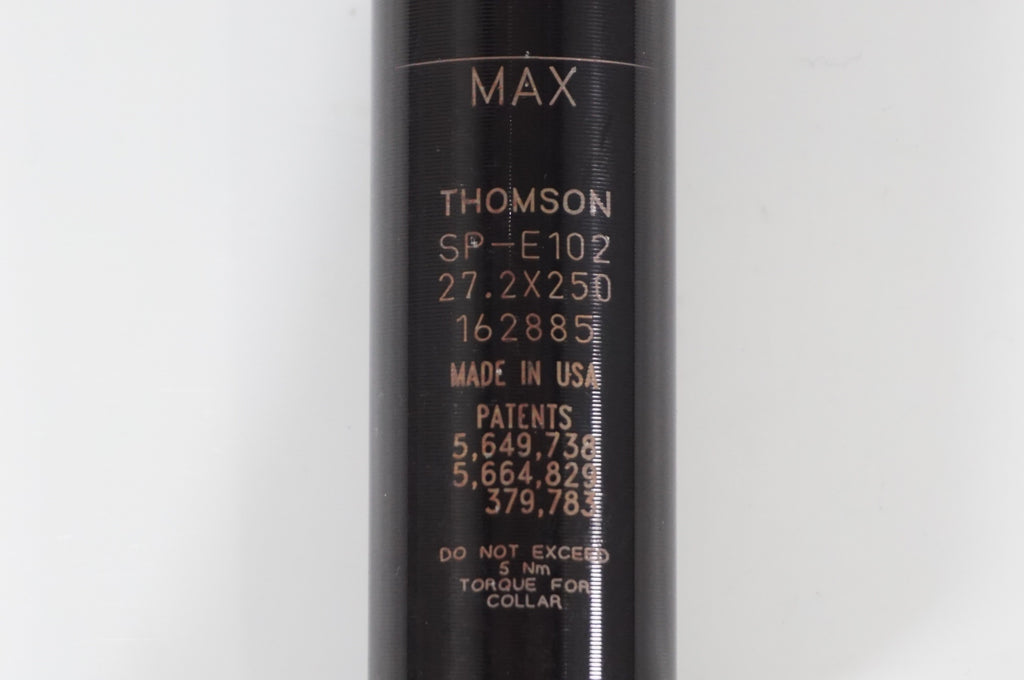 MAX
THOMSON
SP-E102
27.2X250
162885
MADE IN USA
PATENTS
5,649,738
5,664,829
379,783
DO NOT EXCEED
5 Nm
TORQUE FOR
COLLAR